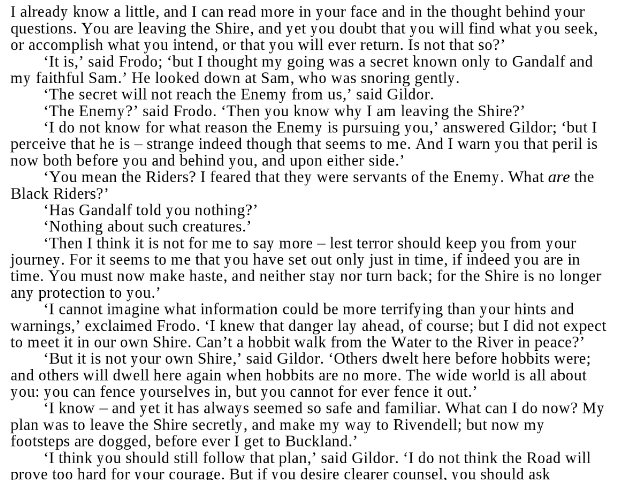 I already know a little, and I can read more in your face and in the thought behind your
questions. You are leaving the Shire, and yet you doubt that you will find what you seek,
or accomplish what you intend, or that you will ever return. Is not that so?’
‘It is,’ said Frodo; ‘but I thought my going was a secret known only to Gandalf and
my faithful Sam.’ He looked down at Sam, who was snoring gently.
‘The secret will not reach the Enemy from us,’ said Gildor.
‘The Enemy?’ said Frodo. ‘Then you know why I am leaving the Shire?’
‘I do not know for what reason the Enemy is pursuing you,’ answered Gildor; ‘but I
perceive that he is – strange indeed though that seems to me. And I warn you that peril is
now both before you and behind you, and upon either side.’
‘You mean the Riders? I feared that they were servants of the Enemy. What are the
Black Riders?’
‘Has Gandalf told you nothing?’
‘Nothing about such creatures.’
‘Then I think it is not for me to say more – lest terror should keep you from your
journey. For it seems to me that you have set out only just in time, if indeed you are in
time. You must now make haste, and neither stay nor turn back; for the Shire is no longer
any protection to you.’
‘I cannot imagine what information could be more terrifying than your hints and
warnings,’ exclaimed Frodo. ‘I knew that danger lay ahead, of course; but I did not expect
to meet it in our own Shire. Can’t a hobbit walk from the Water to the River in peace?’
‘But it is not your own Shire,’ said Gildor. ‘Others dwelt here before hobbits were;
and others will dwell here again when hobbits are no more. The wide world is all about
you: you can fence yourselves in, but you cannot for ever fence it out.’
‘I know – and yet it has always seemed so safe and familiar. What can I do now? My
plan was to leave the Shire secretly, and make my way to Rivendell; but now my
footsteps are dogged, before ever I get to Buckland.’
‘I think you should still follow that plan,’ said Gildor. ‘I do not think the Road will
prove too hard for your courage. But if you desire clearer counsel, you should ask